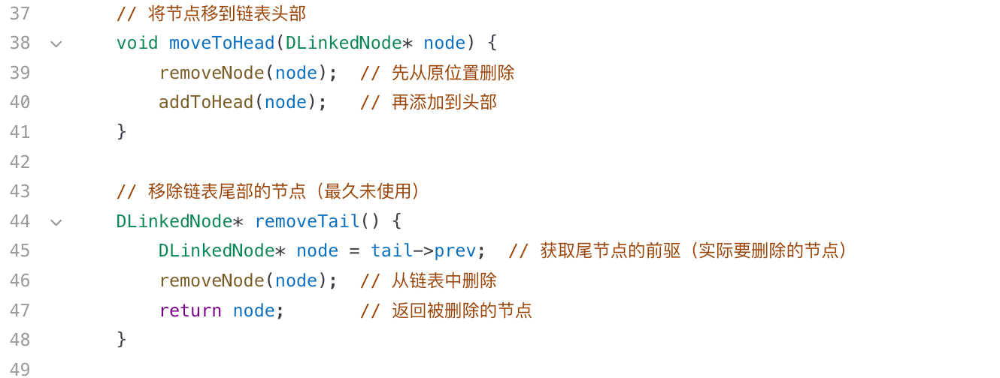 37 // 将节点移到链表头部
38 void moveToHead(DLinkedNode* node) {
39 removeNode(node); // 先从原位置删除
40 addToHead(node); // 再添加到头部
41 }
42
43 // 移除链表尾部的节点（最久未使用）
44 DLinkedNode* removeTail() {
45 DLinkedNode* node = tail->prev; // 获取尾节点的前驱（实际要删除的节点）
46 removeNode(node); // 从链表中删除
47 return node; // 返回被删除的节点
48 }
49